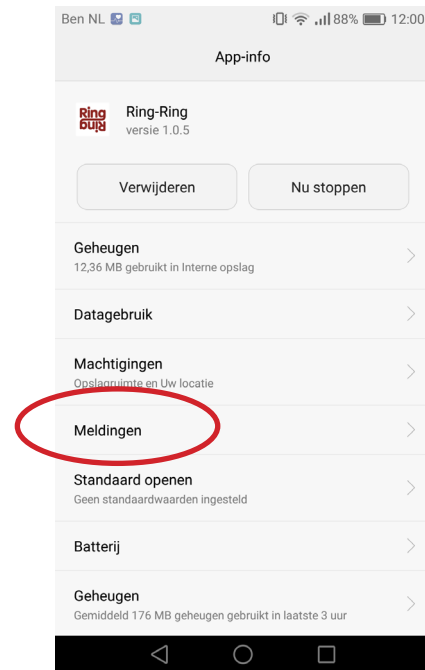 Ben NL 88% 12:00
App-info
Ring
Ring
Ring-Ring
versie 1.0.5
Verwijderen Nu stoppen
Geheugen
12,36 MB gebruikt in Interne opslag
Datagebruik
Machtigingen
Opslagruimte en Uw locatie
Meldingen
Standaard openen
Geen standaardwaarden ingesteld
Batterij
Geheugen
Gemiddeld 176 MB geheugen gebruikt in laatste 3 uur